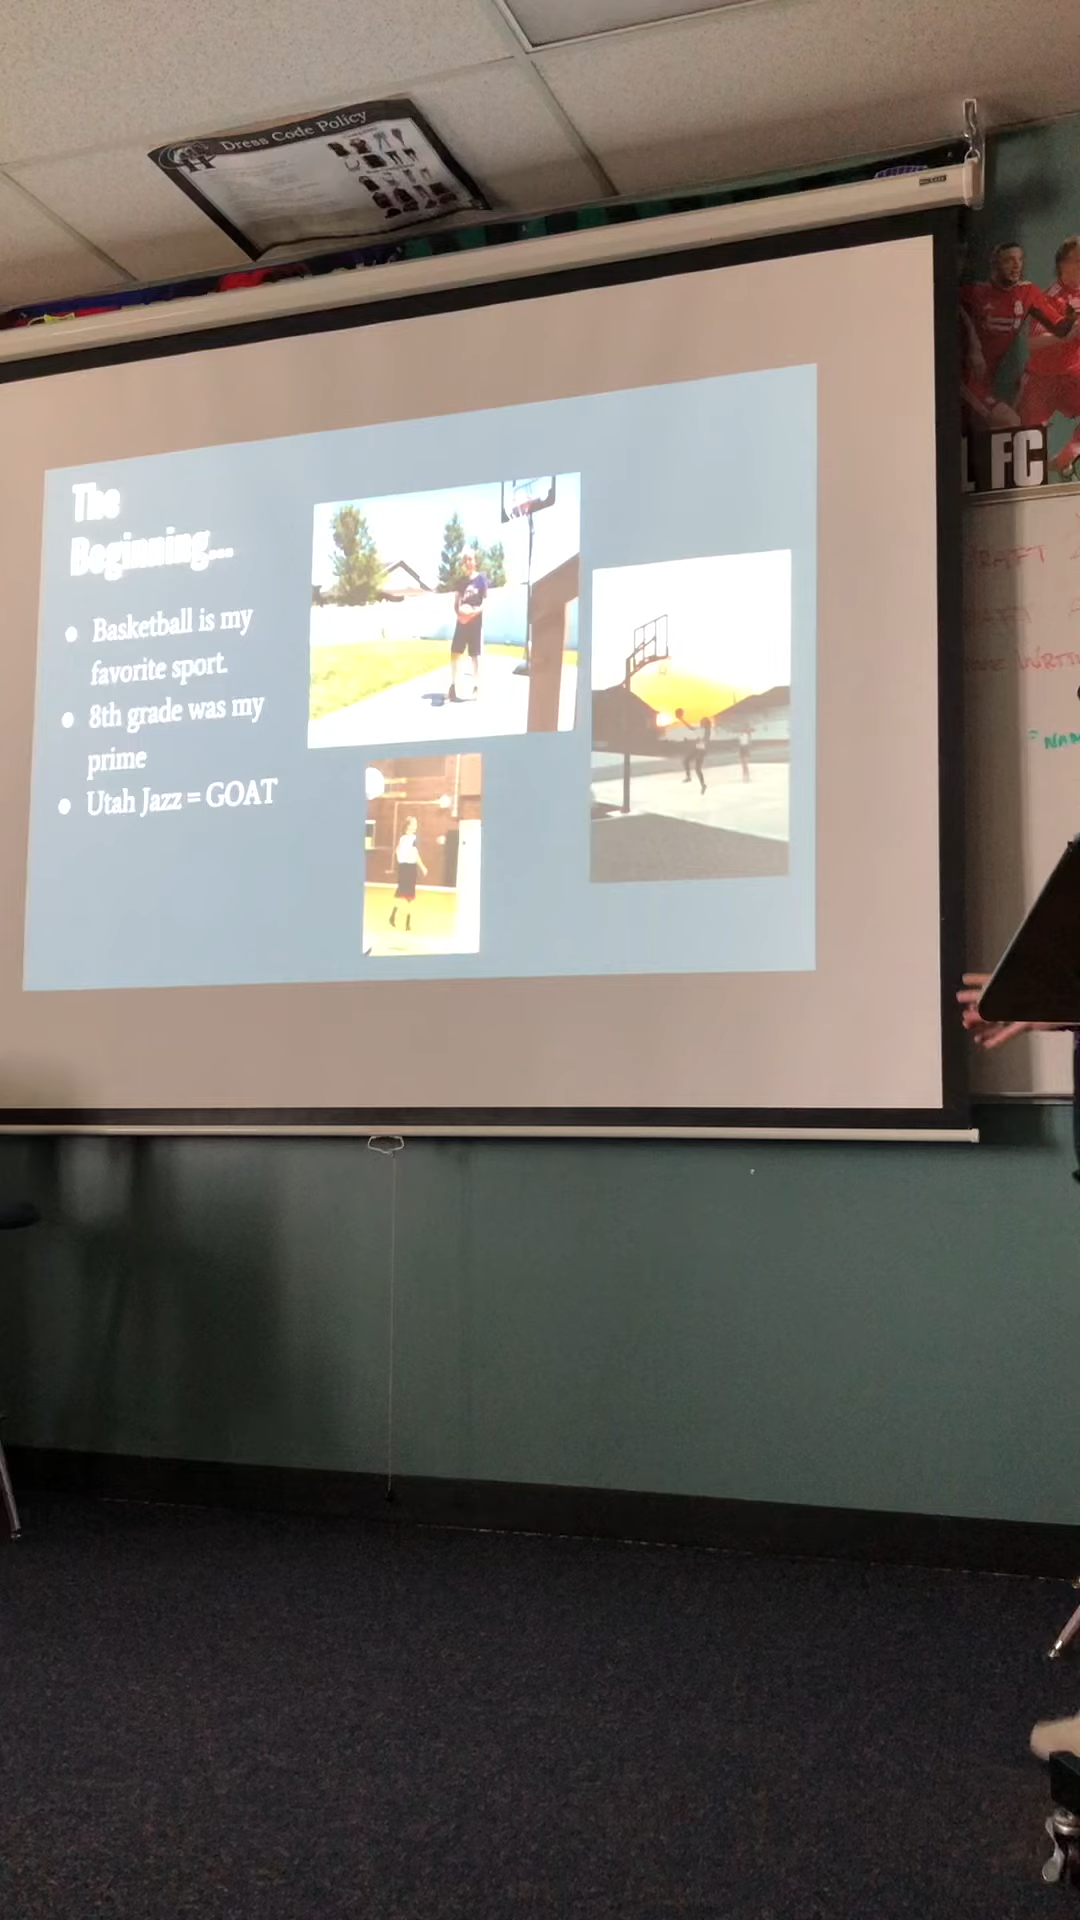 Dress Code Policy
FC
The
Beginning...
● Basketball is my
favorite sport.
● 8th grade was my
prime
● Utah Jazz = GOAT